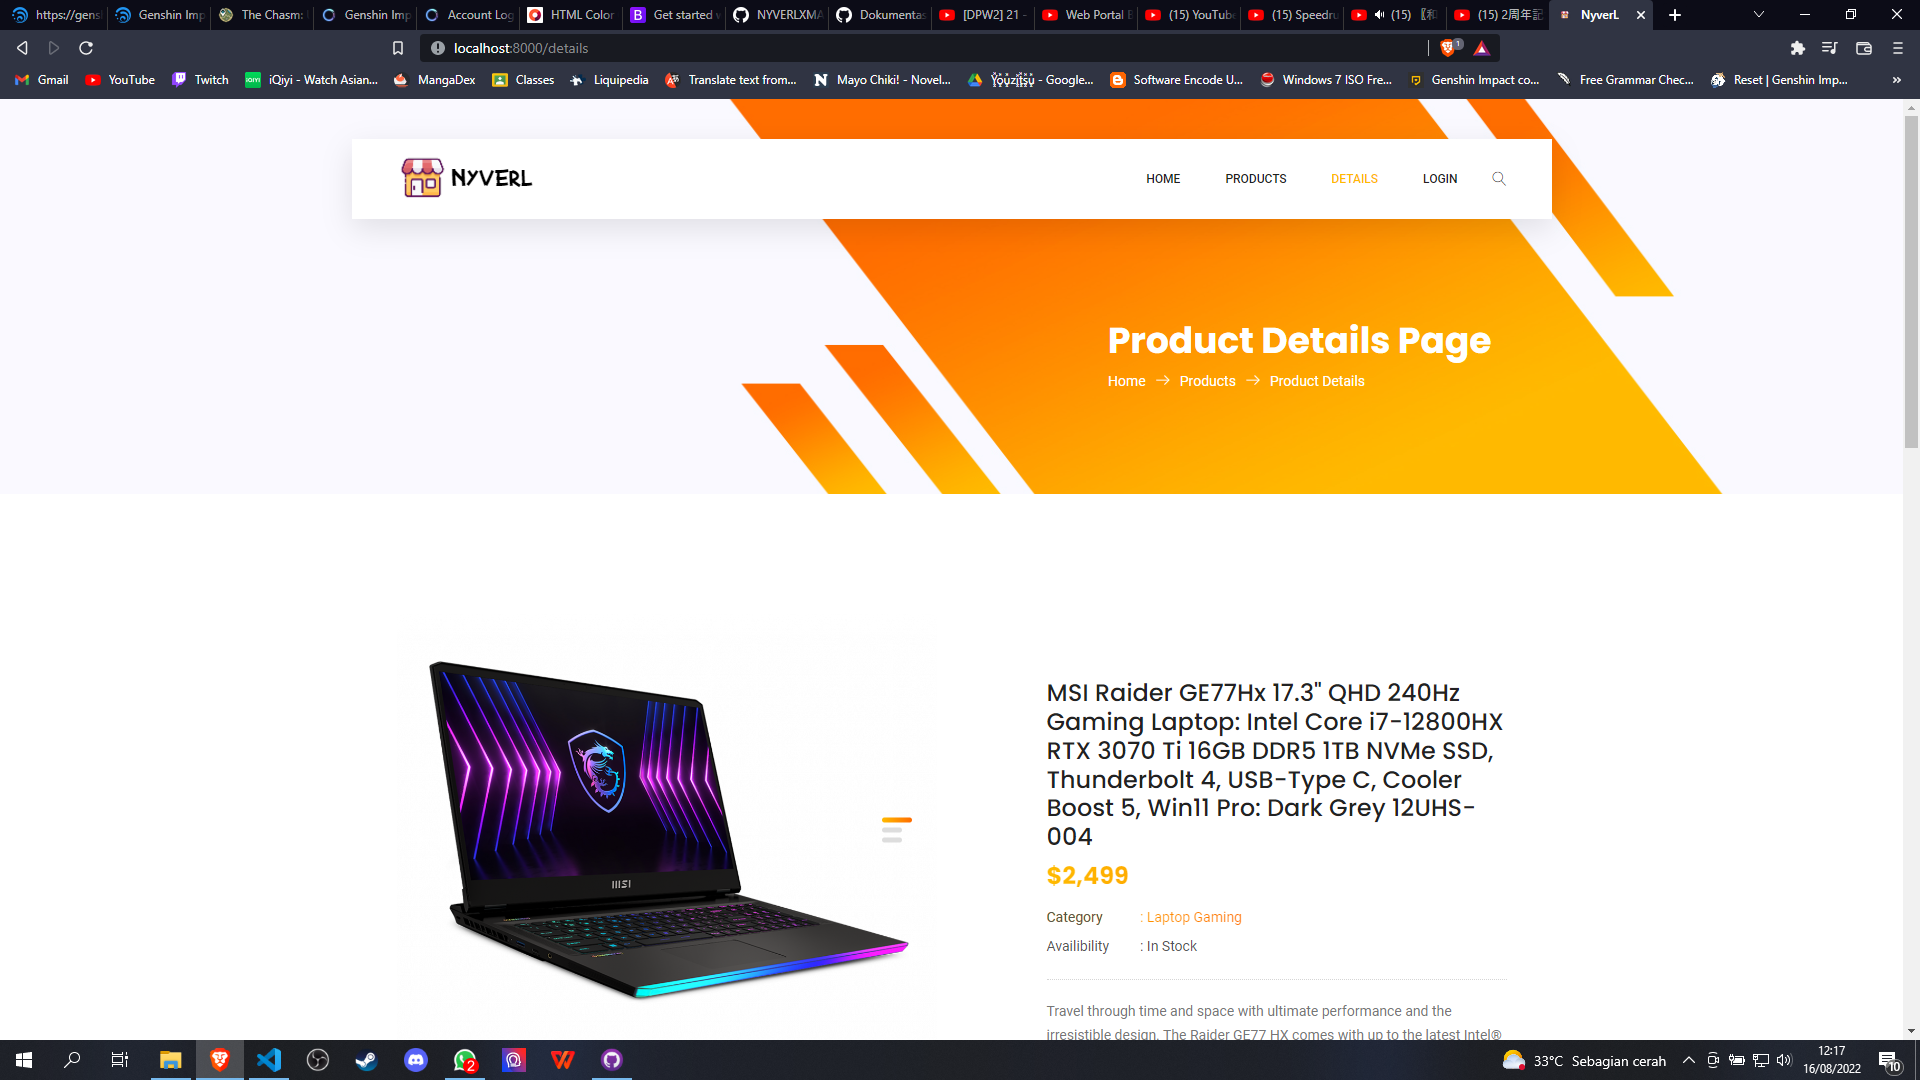 https://gens
Genshin Imp
The Chasm:
Genshin Imp
Account Log
HTML Color
Get started w
NYVERLXMA
Dokumentas
[DPW2] 21 -
Web Portal B
(15) YouTube
(15) Speedru
(15)
(15) 2周年記
NyverL
localhost:8000/details
1
Gmail
YouTube
Twitch
iQiyi - Watch Asian...
MangaDex
Classes
Liquipedia
Translate text from...
Mayo Chiki! - Novel...
- Google...
Software Encode U...
Windows 7 ISO Fre...
Genshin Impact co...
Free Grammar Chec...
Reset | Genshin Imp...
NYVERL
HOME
PRODUCTS
DETAILS
LOGIN
Product Details Page
Home → Products → Product Details
msi
MSI Raider GE77Hx 17.3" QHD 240Hz
Gaming Laptop: Intel Core i7-12800HX
RTX 3070 Ti 16GB DDR5 1TB NVMe SSD,
Thunderbolt 4, USB-Type C, Cooler
Boost 5, Win11 Pro: Dark Grey 12UHS-
004
$2,499
Category : Laptop Gaming
Availibility : In Stock
Travel through time and space with ultimate performance and the
irresistible design. The Raider GE77 HX comes with up to the latest Intel®
2
33°C Sebagian cerah
12:17
16/08/2022
10